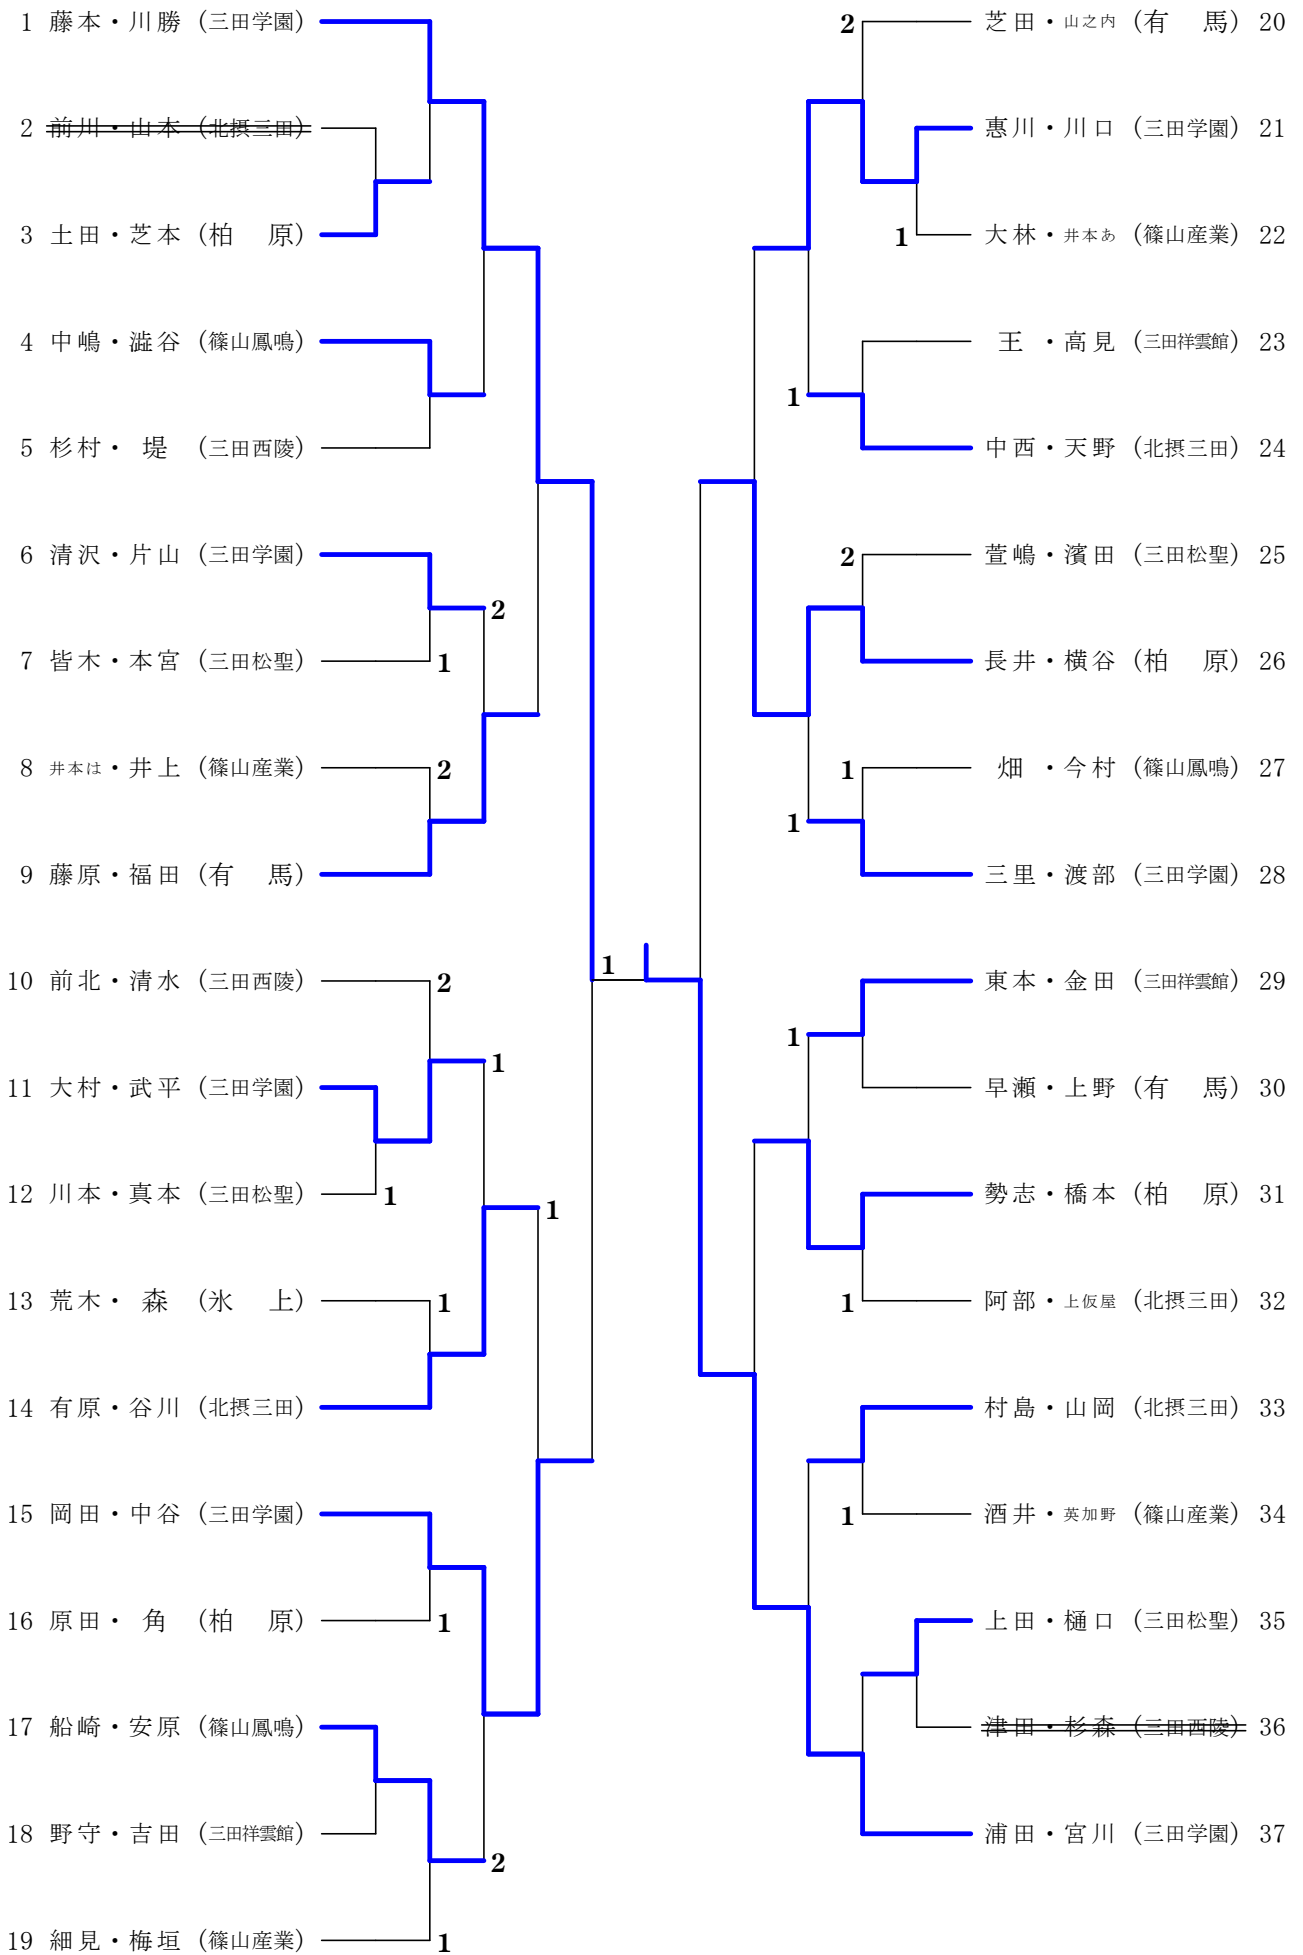 1 藤本・川勝 (三田学園)
2 前川・山本 (北摂三田)
3 土田・芝本 (柏　原)
4 中嶋・澁谷 (篠山鳳鳴)
5 杉村・ 堤 (三田西陵)
6 清沢・片山 (三田学園)
2
7 皆木・本宮 (三田松聖)
1
8 井本は・井上 (篠山産業)
2
9 藤原・福田 (有　馬)
1
10 前北・清水 (三田西陵)
2
1
11 大村・武平 (三田学園)
12 川本・真本 (三田松聖)
1
1
13 荒木・ 森 (氷　上)
1
14 有原・谷川 (北摂三田)
15 岡田・中谷 (三田学園)
16 原田・ 角 (柏　原)
1
17 船崎・安原 (篠山鳳鳴)
18 野守・吉田 (三田祥雲館)
2
19 細見・梅垣 (篠山産業)
1
2
芝田・山之内 (有　馬) 20
惠川・川口 (三田学園) 21
1
大林・井本あ (篠山産業) 22
王 ・高見 (三田祥雲館) 23
1
中西・天野 (北摂三田) 24
2
萱嶋・濱田 (三田松聖) 25
長井・横谷 (柏　原) 26
1
畑 ・今村 (篠山鳳鳴) 27
1
三里・渡部 (三田学園) 28
東本・金田 (三田祥雲館) 29
1
早瀬・上野 (有　馬) 30
勢志・橋本 (柏　原) 31
1
阿部・上仮屋 (北摂三田) 32
村島・山岡 (北摂三田) 33
1
酒井・英加野 (篠山産業) 34
上田・樋口 (三田松聖) 35
津田・杉森 (三田西陵) 36
浦田・宮川 (三田学園) 37